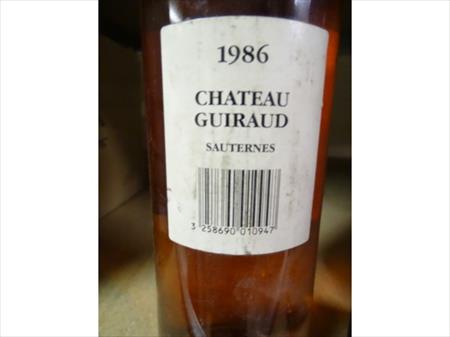 1986
CHATEAU
GUIRAUD
SAUTERNES
3 258690 010947